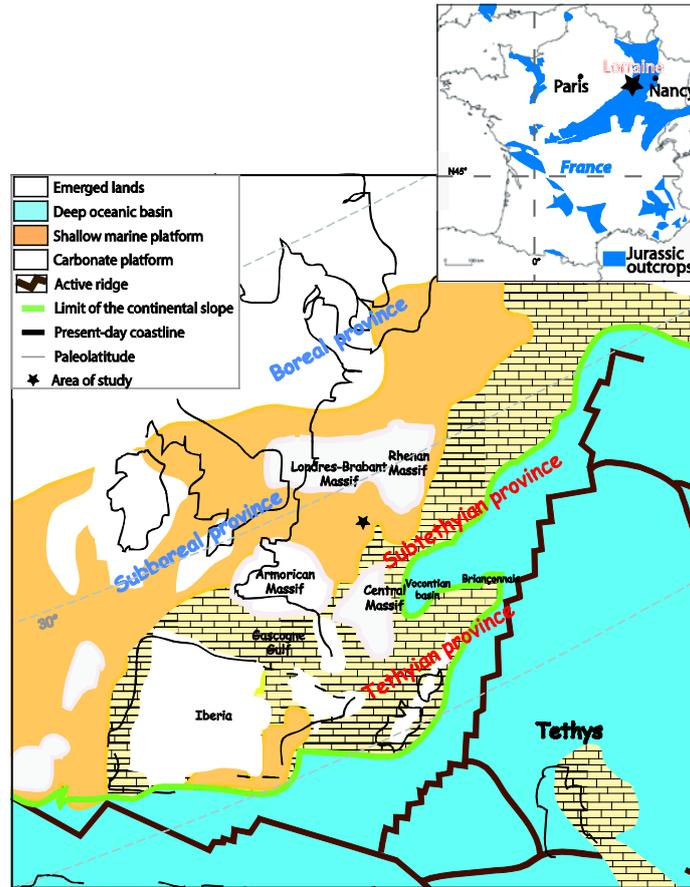 Lorraine
Paris
Nancy
N45°
France
0°
Jurassic
outcrops
Emerged lands
Deep oceanic basin
Shallow marine platform
Carbonate platform
Active ridge
Limit of the continental slope
Present-day coastline
Paleolatitude
Area of study
Boreal province
Londres-Brabant
Massif
Rhenan
Massif
Subboreal province
Subtethyian province
Armorican
Massif
Central
Massif
Vocontian
basin
Briançonnais
30°
Gascogne
Gulf
Tethyian province
Iberia
Tethys